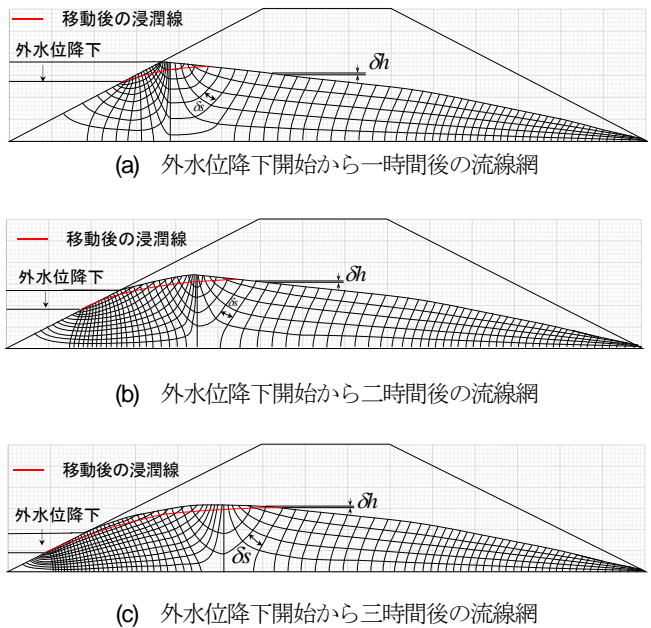 移動後の浸潤線
外水位降下
δh
δs
(a) 外水位降下開始から一時間後の流線網
移動後の浸潤線
外水位降下
δh
δs
(b) 外水位降下開始から二時間後の流線網
移動後の浸潤線
外水位降下
δh
δs
(c) 外水位降下開始から三時間後の流線網